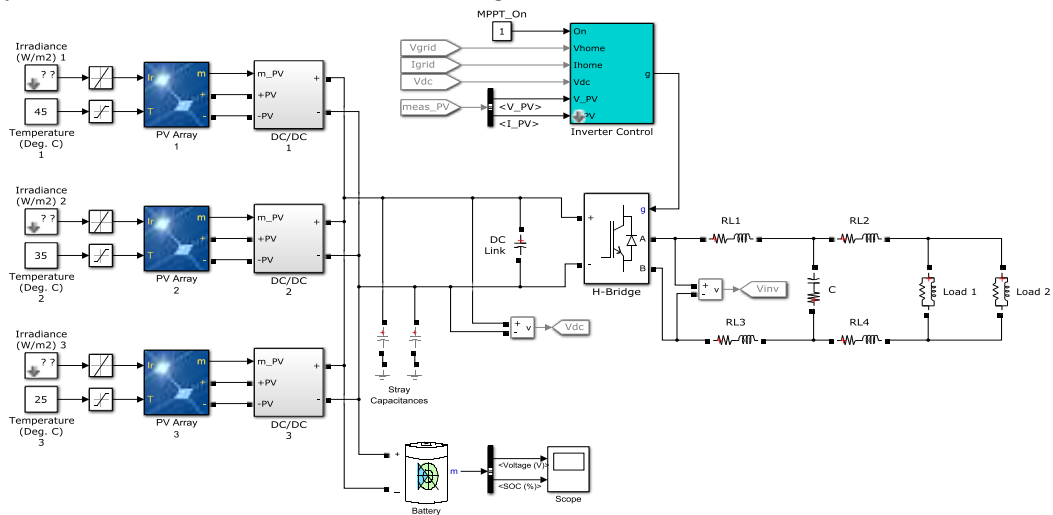 MPPT_On
1
On
Vhome
Ihome
Vdc
V_PV
I_PV
g
Inverter Control
Vgrid
Igrid
Vdc
meas_PV
<V_PV>
<I_PV>
Irradiance
(W/m2) 1
? ?
45
Temperature
(Deg. C)
1
Ir
T
m
+
-
PV Array
1
m_PV
+PV
-PV
+
-
DC/DC
1
Irradiance
(W/m2) 2
? ?
35
Temperature
(Deg. C)
2
Ir
T
m
+
-
PV Array
2
m_PV
+PV
-PV
+
-
DC/DC
2
Irradiance
(W/m2) 3
? ?
25
Temperature
(Deg. C)
3
Ir
T
m
+
-
PV Array
3
m_PV
+PV
-PV
+
-
DC/DC
3
DC
Link
g
+
-
A
B
H-Bridge
RL1
RL2
C
RL3
RL4
Load 1
Load 2
+
-
v
Vinv
+
-
v
Vdc
Stray
Capacitances
+
_
m
Battery
<Voltage (V)>
<SOC (%)>
Scope